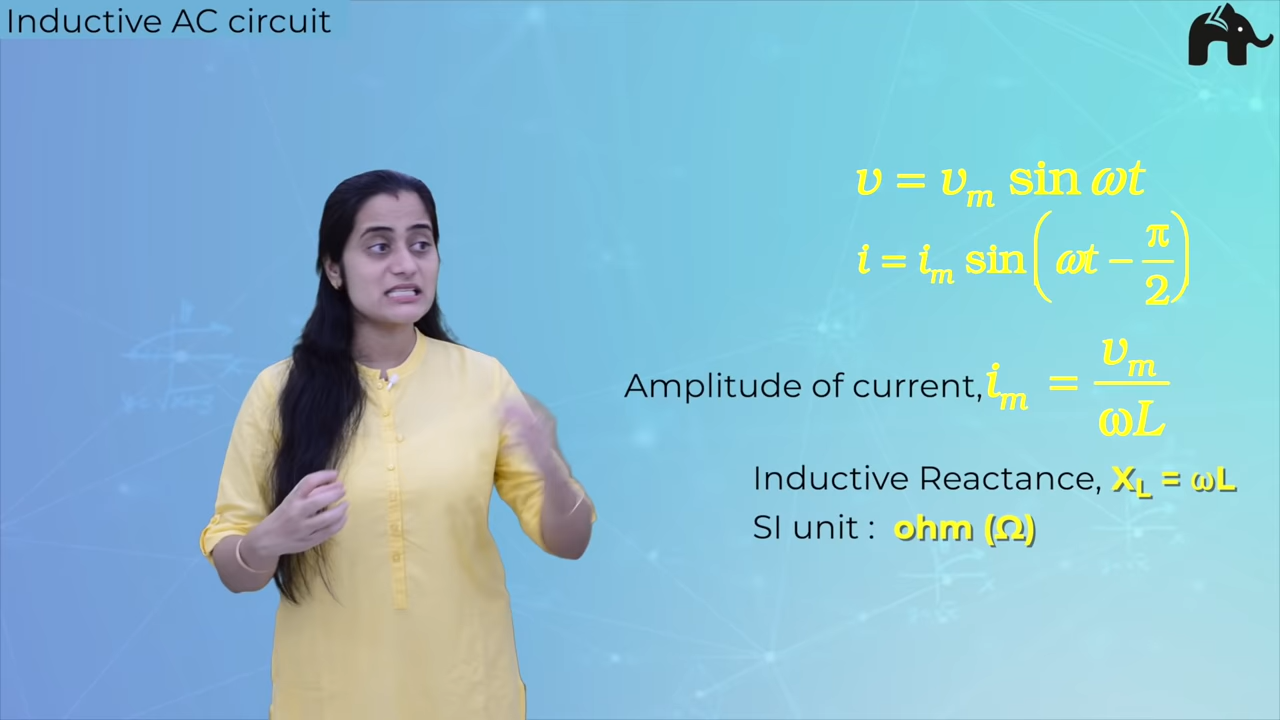 Inductive AC circuit
v = v_m sin ωt
i = i_m sin(ωt − π/2)
Amplitude of current, i_m = v_m/ωL
Inductive Reactance, X_L = ωL
SI unit : ohm (Ω)